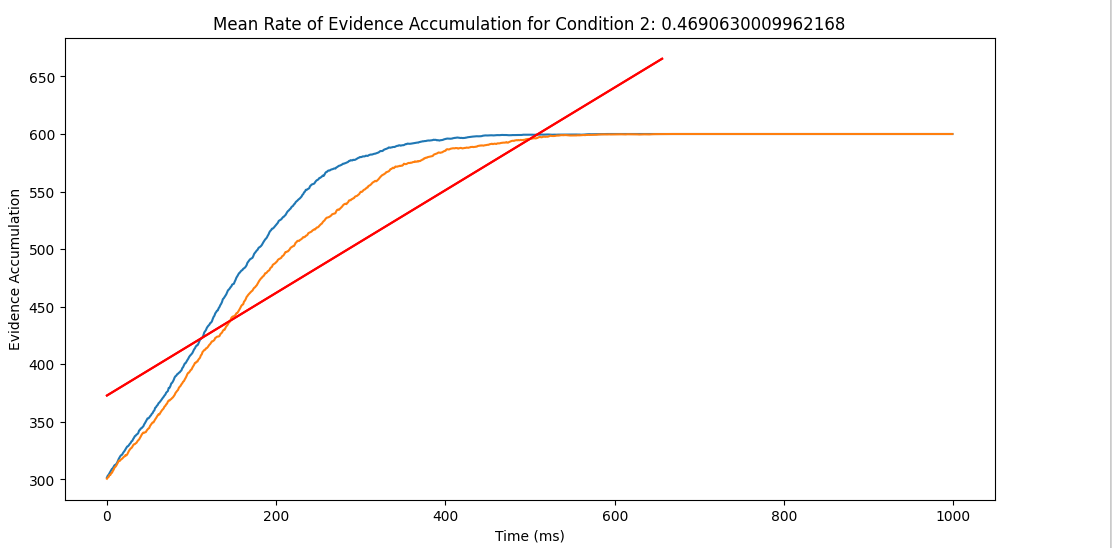 Mean Rate of Evidence Accumulation for Condition 2: 0.4690630009962168
650
600
550
500
450
400
350
300
Evidence Accumulation
0 200 400 600 800 1000
Time (ms)